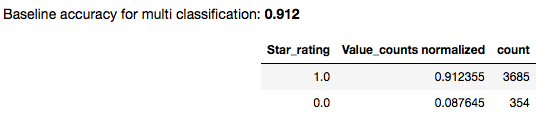 Baseline accuracy for multi classification: 0.912
Star_rating Value_counts normalized count
1.0 0.912355 3685
0.0 0.087645 354